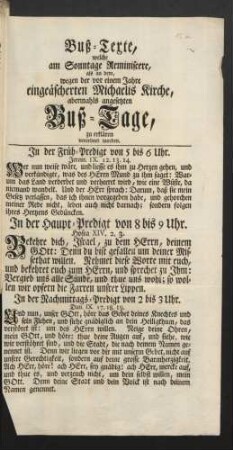 Buß-Texte,
welche
am Sonntage Reminiscere,
als an dem,
wegen der vor einem Jahre
eingeäscherten Michaelis Kirche,
abermahls angesetzten
Buß-Tage,
zu erklären
verordnet worden.
In der Früh-Predigt von 5 bis 6 Uhr.
Jerem. IX. 12. 13. 14.
Wer nun weise wäre, und liesse es ihm zu Herzen gehen, und
verkündigte, was des HErrn Mund zu ihm saget: War-
um das Land verderbet und verheeret wird, wie eine Wüste, da
niemand wandelt. Und der HErr sprach: Darum, daß sie mein
Gesetz verlassen, das ich ihnen vorgegeben habe, und gehorchen
meiner Rede nicht, leben auch nicht darnach; sondern folgen
ihres Hertzens Gedüncken.
In der Haupt-Predigt von 8 bis 9 Uhr.
Hosea XIV. 2. 3.
Bekehre dich, Israel, zu dem HErrn, deinem
GOtt: Denn du bist gefallen um deiner Mis-
sethat willen. Nehmet diese Worte mit euch,
und bekehret euch zum HErrn, und sprechet zu Ihm:
Vergieb uns alle Sünde, und thue uns wohl; so wol-
len wir opfern die Farren unserer Lippen.
In der Nachmittags-Predigt von 2 bis 3 Uhr.
Dan. IX. 17. 18. 19.
Und nun, unser GOtt, höre das Gebet deines Knechtes und
sein Flehen, und siehe gnädiglich an dein Heiligthum, das
verstöret ist: um des HErrn willen. Neige deine Ohren,
mein GOtt, und höre: thue deine Augen auf, und siehe, wie
wir verstöhret sind, und die Stadt, die nach deinem Namen ge-
nennet ist. Denn wir liegen vor dir mit unserm Gebet, nicht auf
unsre Gerechtigkeit, sondern auf deine grosse Barmherzigkeit.
Ach HErr, höre! ach HErr, sey gnädig! ach HErr, mercke auf,
und thue es, und verzeuch nicht, um dein selbst willen, mein
GOtt. Denn deine Stadt und dein Volck ist nach deinem
Namen genennet.